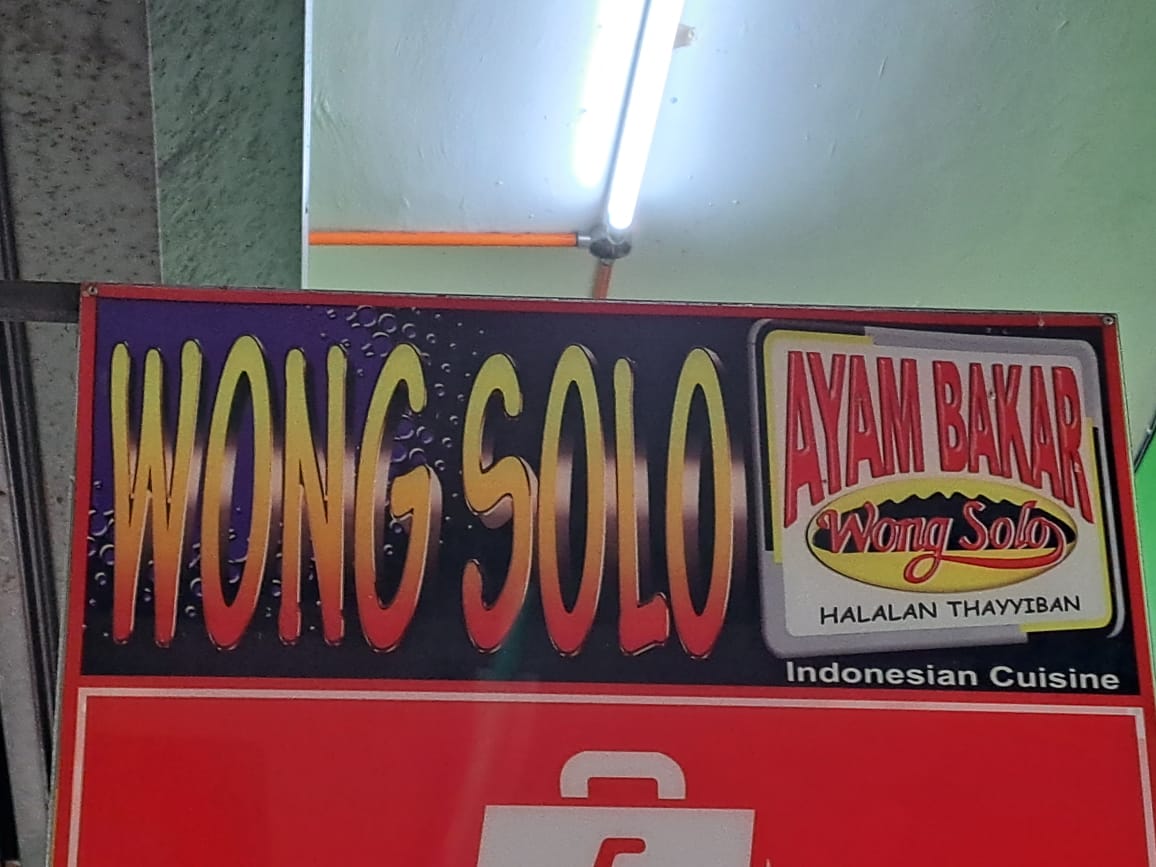 WONG SOLO
AYAM BAKAR
Wong Solo
HALALAN THAYYIBAN
Indonesian Cuisine